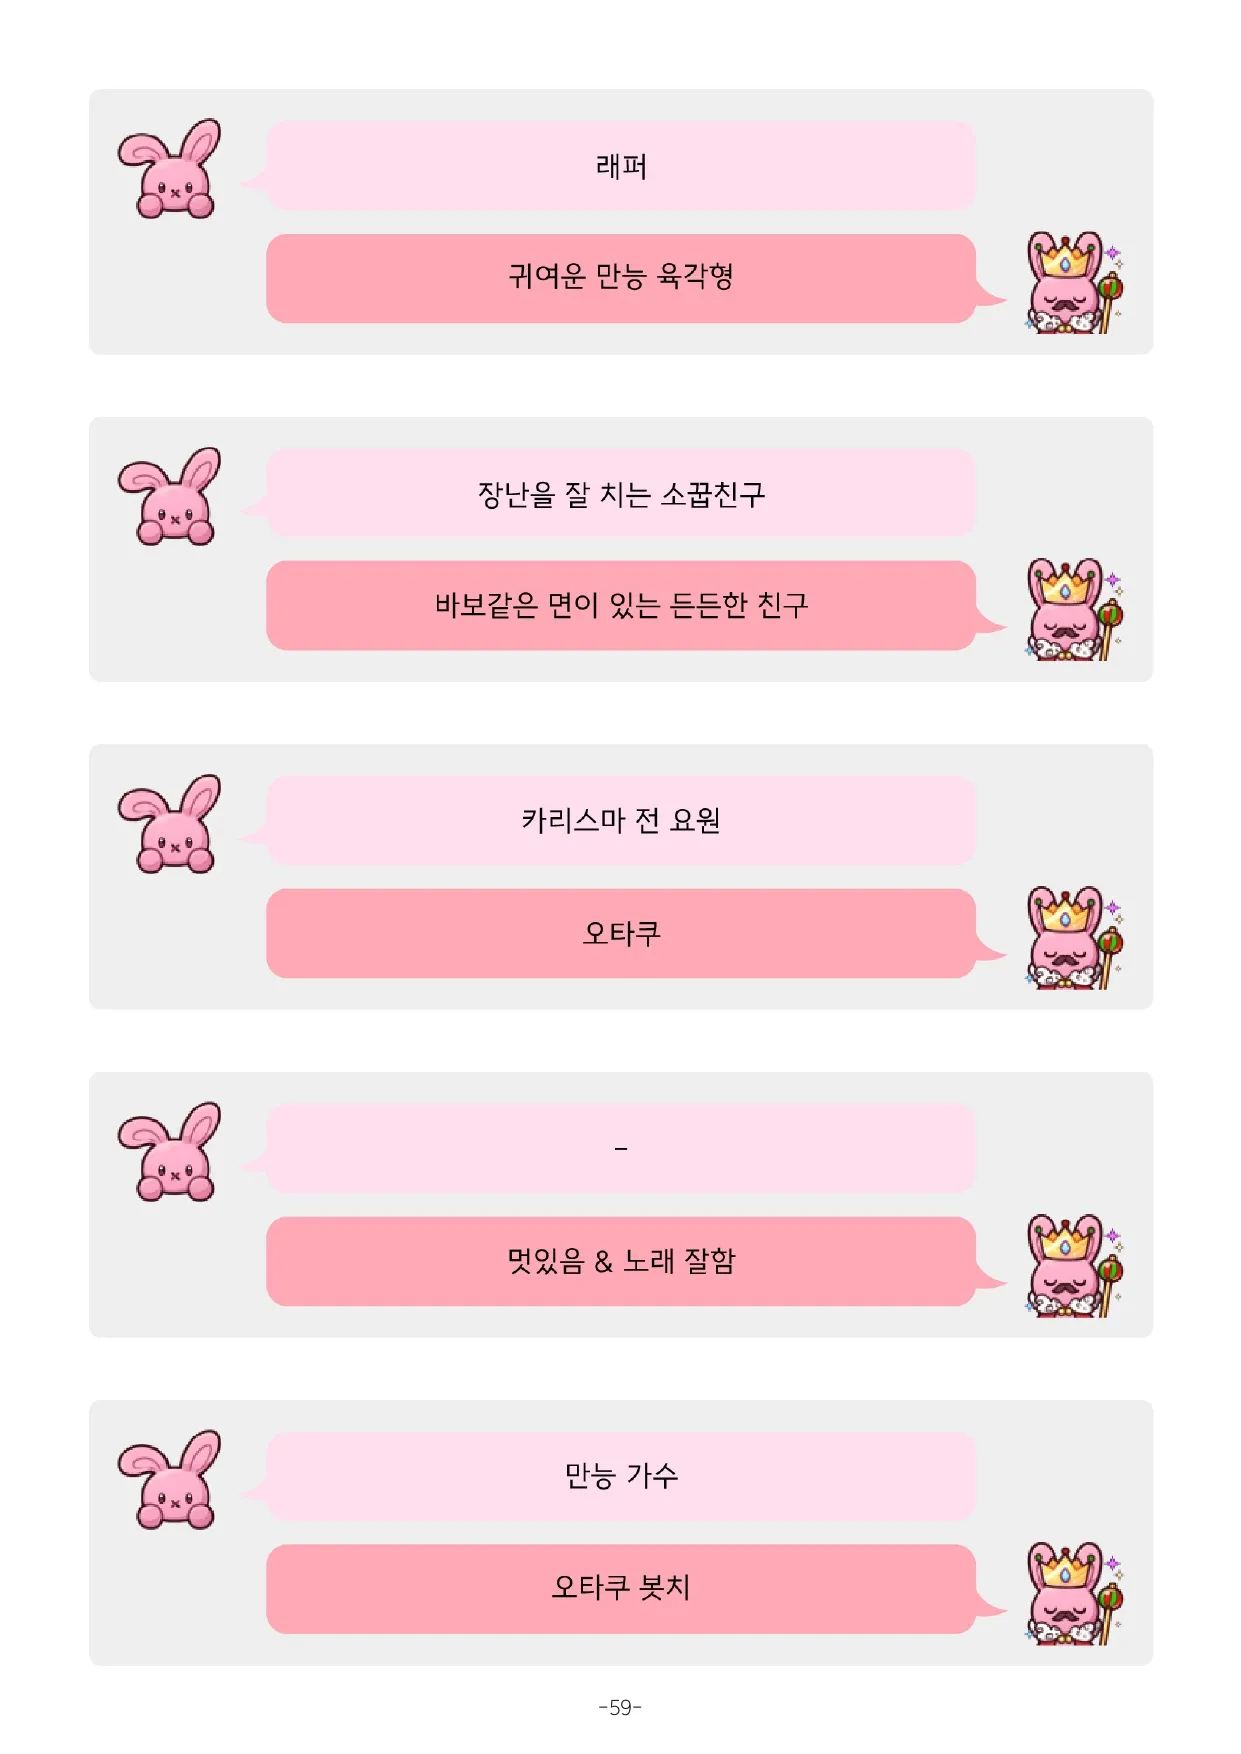 래퍼
귀여운 만능 육각형
장난을 잘 치는 소꿉친구
바보같은 면이 있는 든든한 친구
카리스마 전 요원
오타쿠
-
멋있음 & 노래 잘함
만능 가수
오타쿠 봇치
-59-